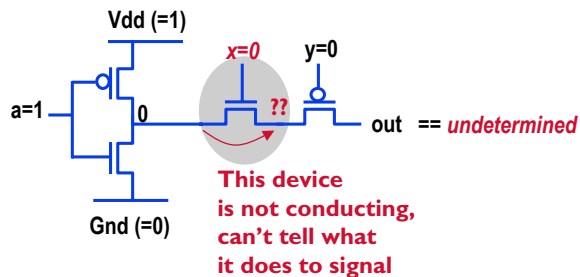 Vdd (=1)
x=0
y=0
a=1
0
??
out == undetermined
Gnd (=0)
This device
is not conducting,
can't tell what
it does to signal